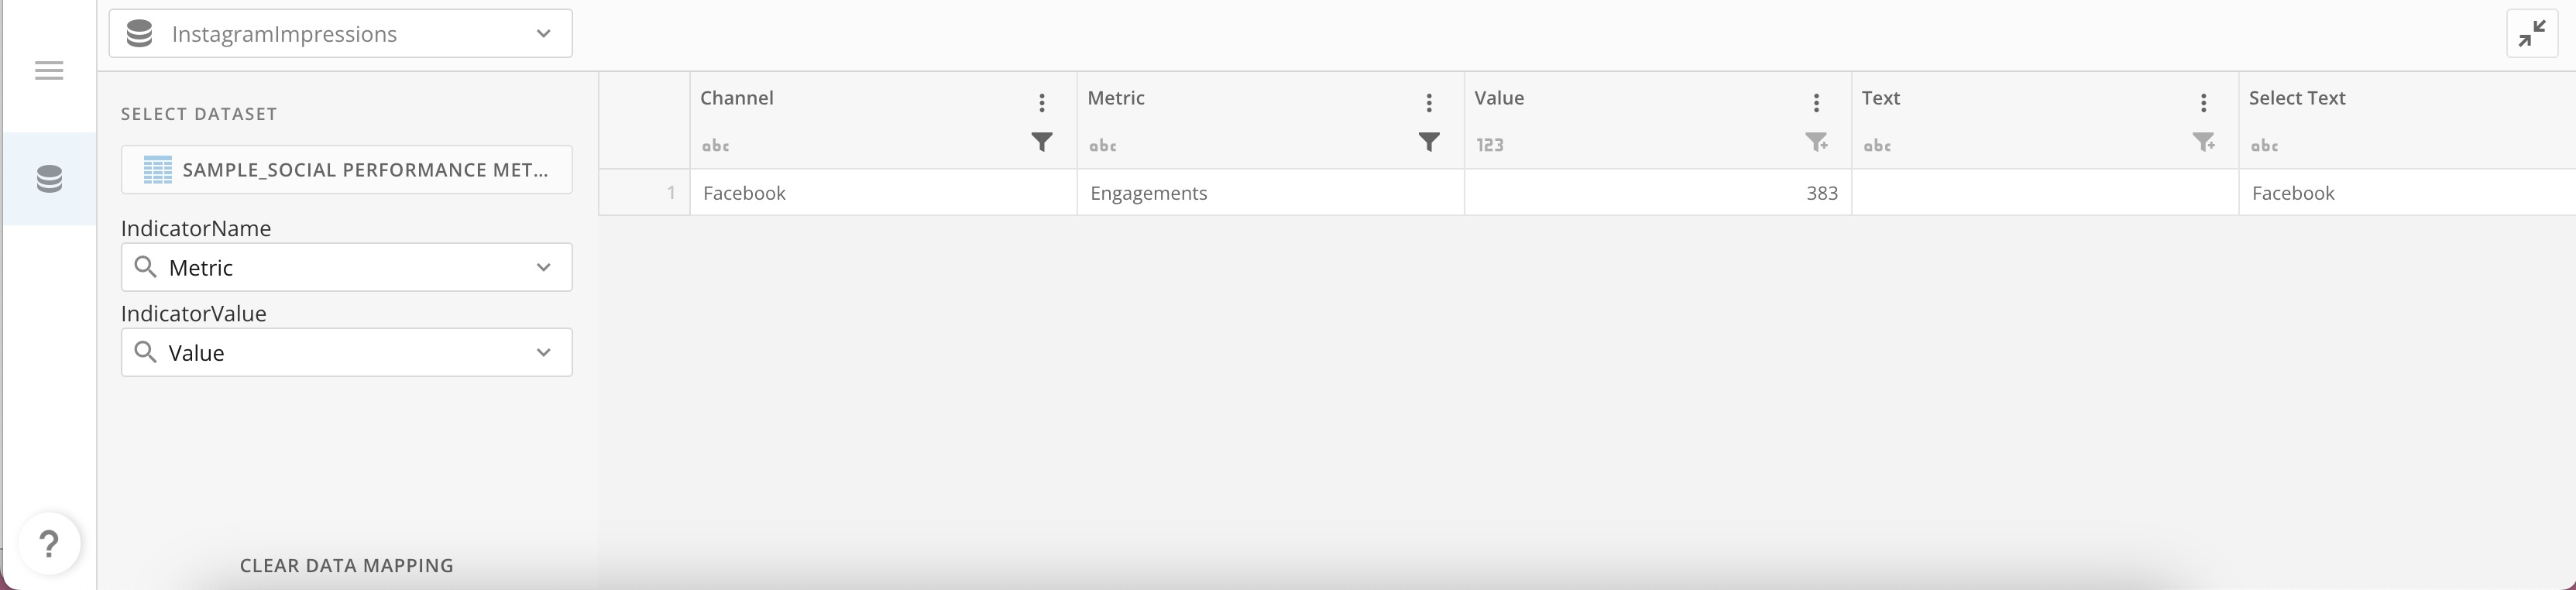 InstagramImpressions
SELECT DATASET
SAMPLE_SOCIAL PERFORMANCE MET...
IndicatorName
Metric
IndicatorValue
Value
CLEAR DATA MAPPING
?
Channel Metric Value Text Select Text
abc abc 123 abc abc
1 Facebook Engagements 383 Facebook